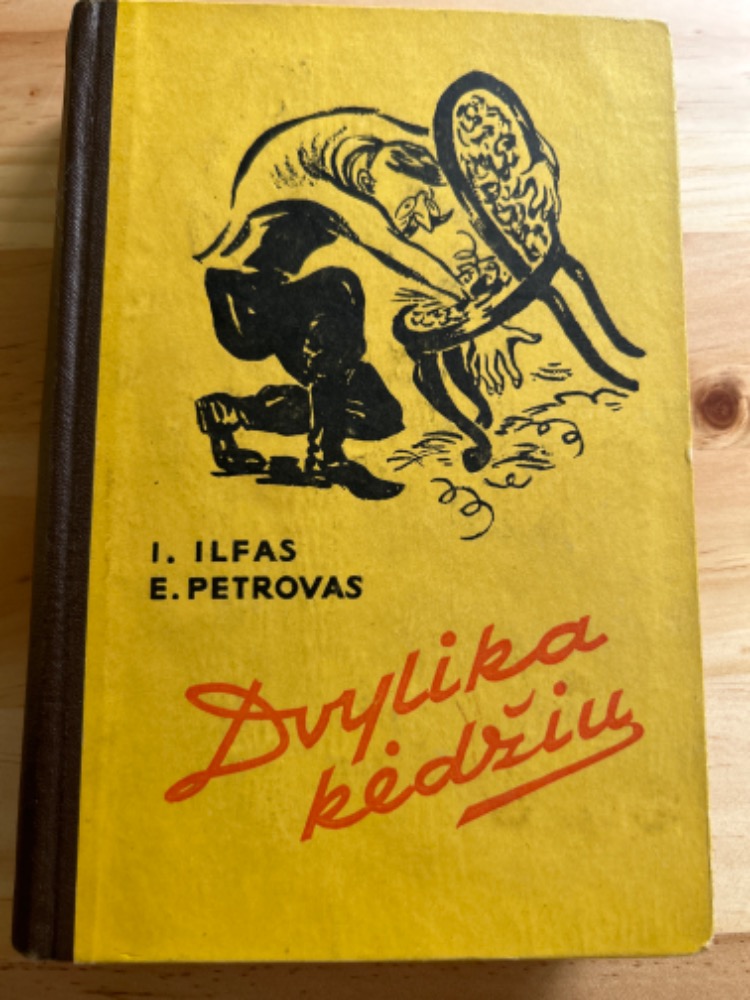 I. ILFAS
E. PETROVAS
Dvylika
kėdžių